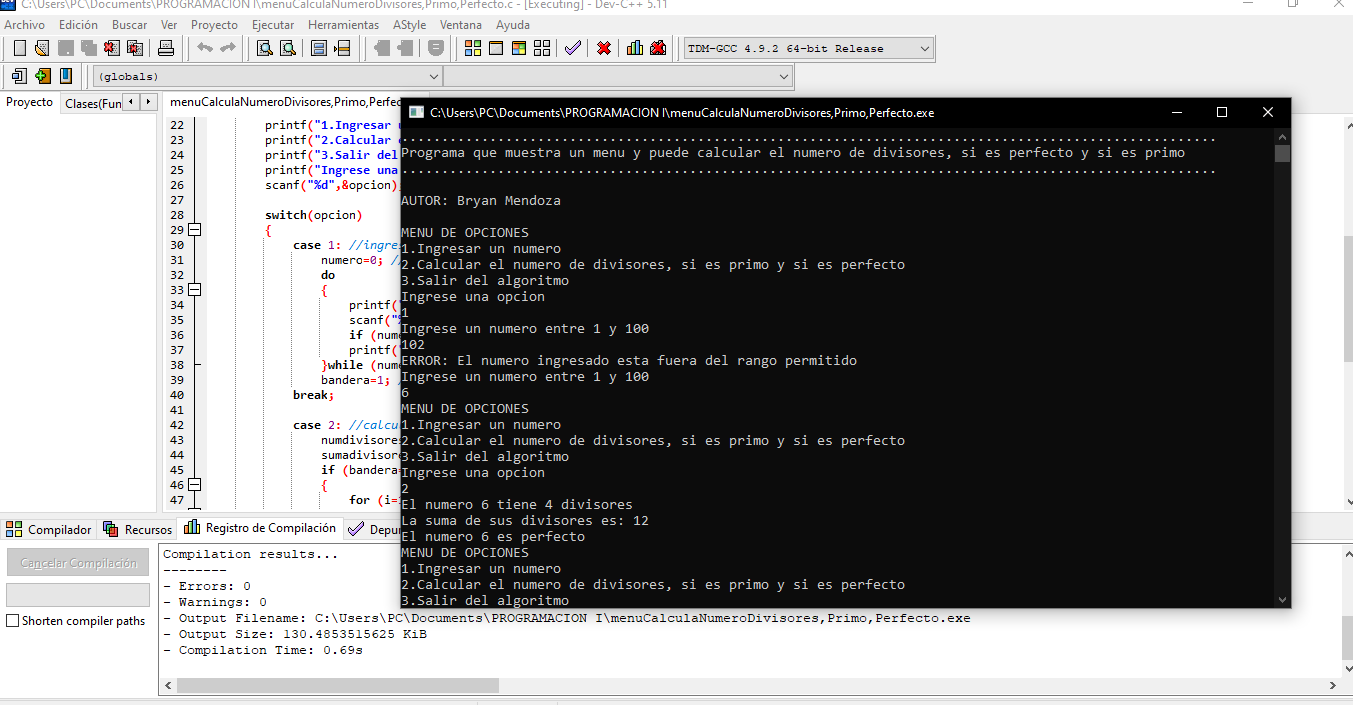 C:\Users\PC\Documents\PROGRAMACION I\menuCalculaNumeroDivisores,Primo,Perfecto.c - [Executing] - Dev-C++ 5.11
Archivo Edición Buscar Ver Proyecto Ejecutar Herramientas AStyle Ventana Ayuda
TDM-GCC 4.9.2 64-bit Release
(globals)
Proyecto Clases(Fun
menuCalculaNumeroDivisores,Primo,Perfec
22 printf("1.Ingresar
23 printf("2.Calcular
24 printf("3.Salir del
25 printf("Ingrese una
26 scanf("%d",&opcion)
27
28 switch(opcion)
29 {
30 case 1: //ingre
31 numero=0; /
32 do
33 {
34 printf(
35 scanf("
36 if (num
37 printf(
38 }while (num
39 bandera=1;
40 break;
41
42 case 2: //calcu
43 numdivisore
44 sumadivisor
45 if (bandera
46 {
47 for (i=
C:\Users\PC\Documents\PROGRAMACION I\menuCalculaNumeroDivisores,Primo,Perfecto.exe
......................................................................................................
Programa que muestra un menu y puede calcular el numero de divisores, si es perfecto y si es primo
......................................................................................................
AUTOR: Bryan Mendoza
MENU DE OPCIONES
1.Ingresar un numero
2.Calcular el numero de divisores, si es primo y si es perfecto
3.Salir del algoritmo
Ingrese una opcion
1
Ingrese un numero entre 1 y 100
102
ERROR: El numero ingresado esta fuera del rango permitido
Ingrese un numero entre 1 y 100
6
MENU DE OPCIONES
1.Ingresar un numero
2.Calcular el numero de divisores, si es primo y si es perfecto
3.Salir del algoritmo
Ingrese una opcion
2
El numero 6 tiene 4 divisores
La suma de sus divisores es: 12
El numero 6 es perfecto
MENU DE OPCIONES
1.Ingresar un numero
2.Calcular el numero de divisores, si es primo y si es perfecto
3.Salir del algoritmo
Compilador Recursos Registro de Compilación Depu
Cancelar Compilación
Shorten compiler paths
Compilation results...
--------
- Errors: 0
- Warnings: 0
- Output Filename: C:\Users\PC\Documents\PROGRAMACION I\menuCalculaNumeroDivisores,Primo,Perfecto.exe
- Output Size: 130.4853515625 KiB
- Compilation Time: 0.69s